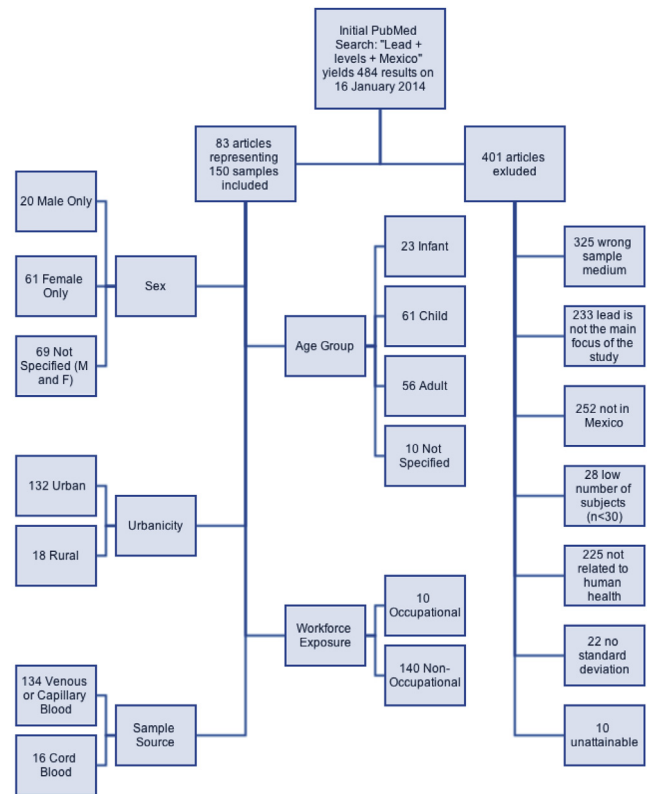 Initial PubMed
Search: "Lead +
levels + Mexico"
yields 484 results on
16 January 2014
83 articles
representing
150 samples
included
401 articles
exluded
20 Male Only
61 Female
Only
69 Not
Specified (M
and F)
Sex
23 Infant
61 Child
56 Adult
10 Not
Specified
Age Group
132 Urban
18 Rural
Urbanicity
10
Occupational
140 Non-
Occupational
Workforce
Exposure
134 Venous
or Capillary
Blood
16 Cord
Blood
Sample
Source
325 wrong
sample
medium
233 lead is
not the main
focus of the
study
252 not in
Mexico
28 low
number of
subjects
(n<30)
225 not
related to
human
health
22 no
standard
deviation
10
unattainable